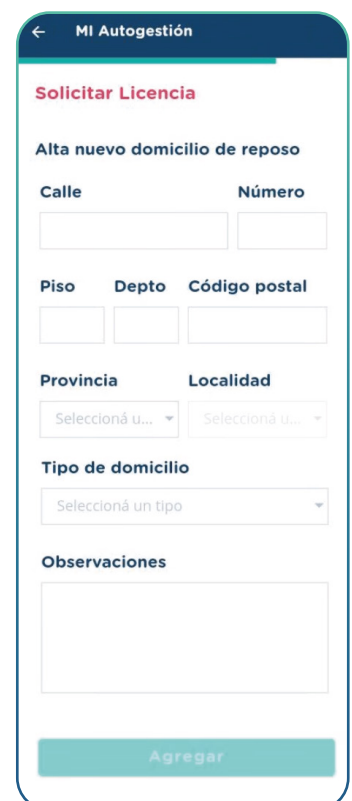 MI Autogestión
Solicitar Licencia
Alta nuevo domicilio de reposo
Calle Número
Piso Depto Código postal
Provincia Localidad
Seleccioná u... Seleccioná u...
Tipo de domicilio
Seleccioná un tipo
Observaciones
Agregar